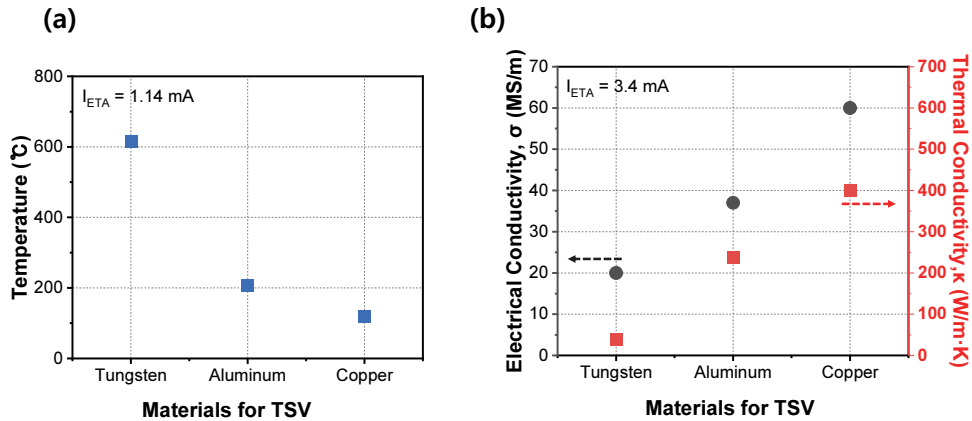 (a)
I_ETA = 1.14 mA
Temperature (℃)
800
600
400
200
0
Tungsten Aluminum Copper
Materials for TSV
(b)
I_ETA = 3.4 mA
Electrical Conductivity, σ (MS/m)
70
60
50
40
30
20
10
0
Thermal Conductivity,κ (W/m·K)
700
600
500
400
300
200
100
0
Tungsten Aluminum Copper
Materials for TSV